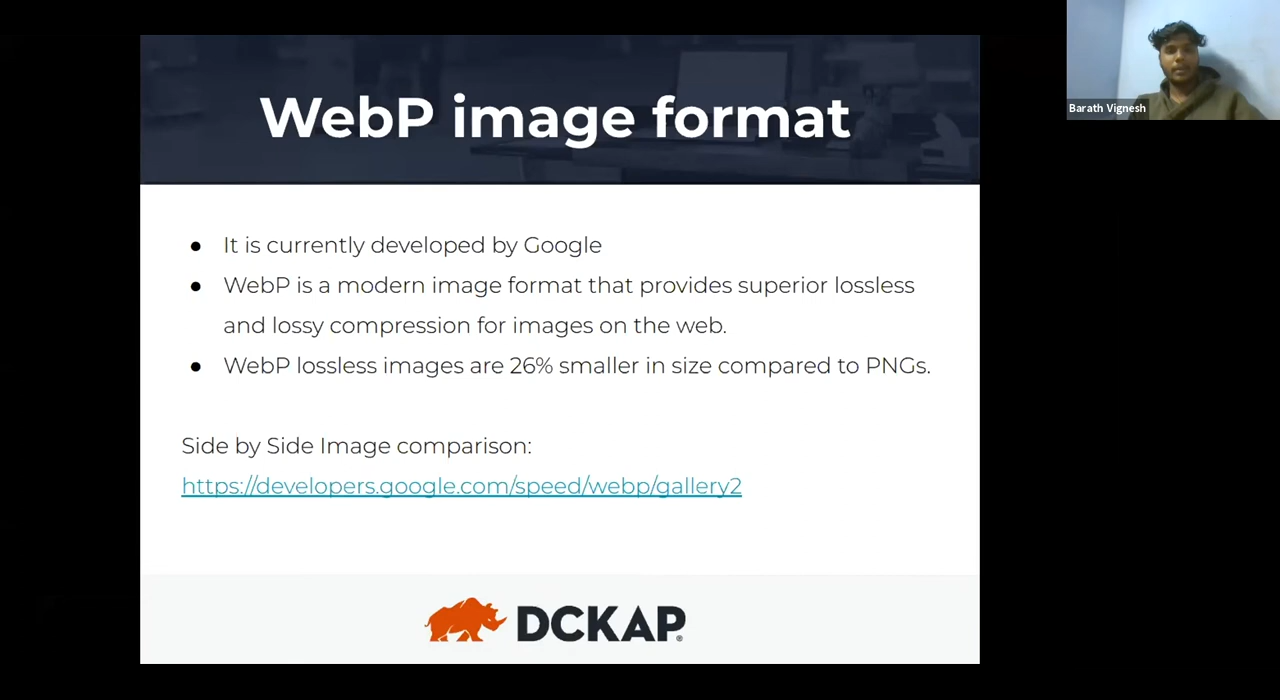 WebP image format
Barath Vignesh
● It is currently developed by Google
● WebP is a modern image format that provides superior lossless
and lossy compression for images on the web.
● WebP lossless images are 26% smaller in size compared to PNGs.
Side by Side Image comparison:
https://developers.google.com/speed/webp/gallery2
DCKAP®